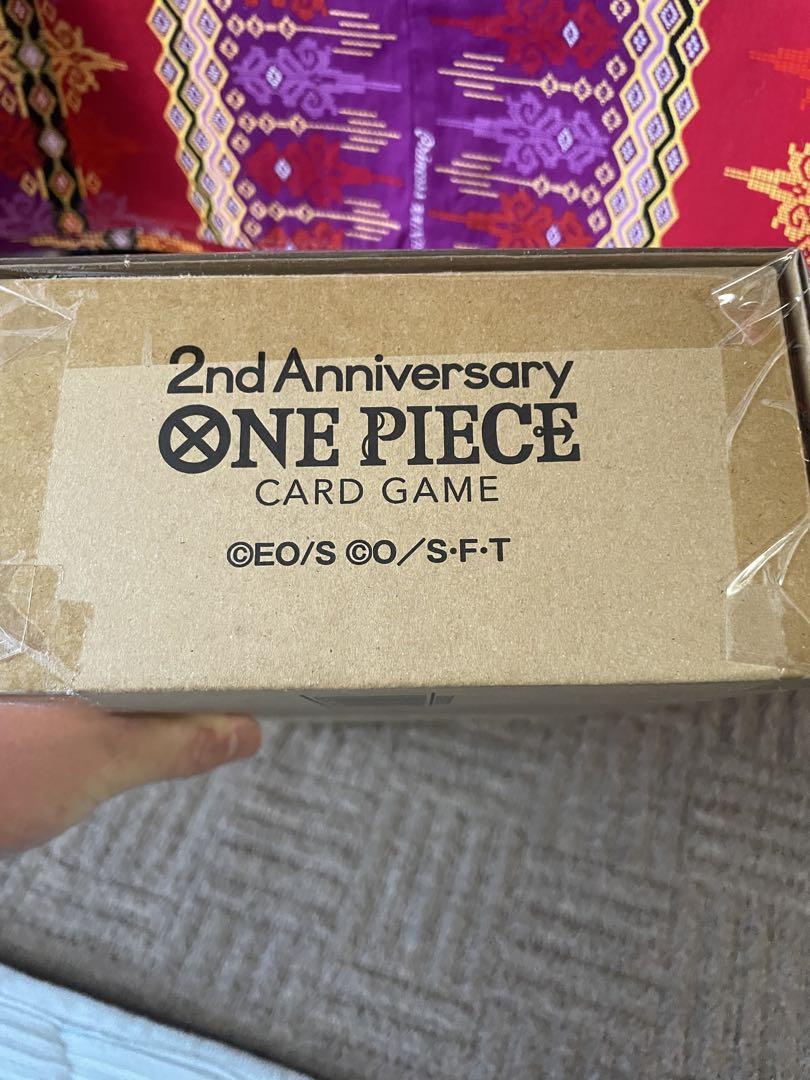 2nd Anniversary
ONE PIECE
CARD GAME
©EO/S ©O/S・F・T